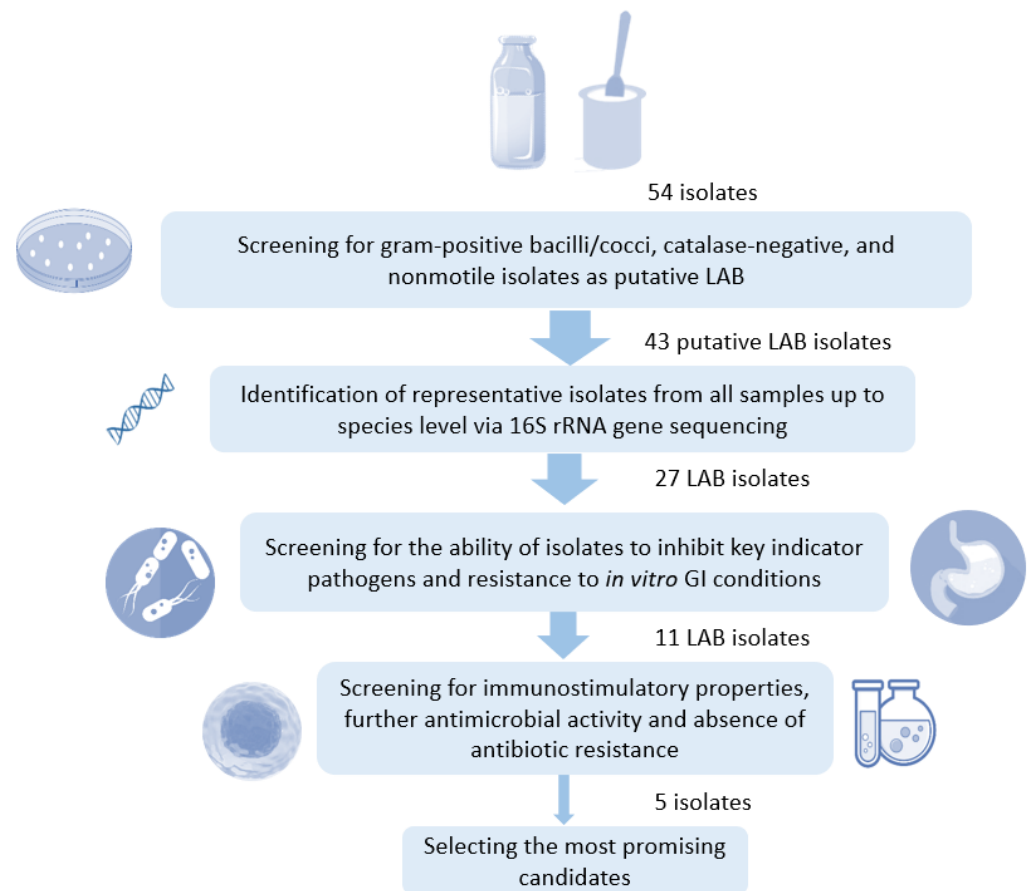 54 isolates
Screening for gram-positive bacilli/cocci, catalase-negative, and
nonmotile isolates as putative LAB
43 putative LAB isolates
Identification of representative isolates from all samples up to
species level via 16S rRNA gene sequencing
27 LAB isolates
Screening for the ability of isolates to inhibit key indicator
pathogens and resistance to in vitro GI conditions
11 LAB isolates
Screening for immunostimulatory properties,
further antimicrobial activity and absence of
antibiotic resistance
5 isolates
Selecting the most promising
candidates